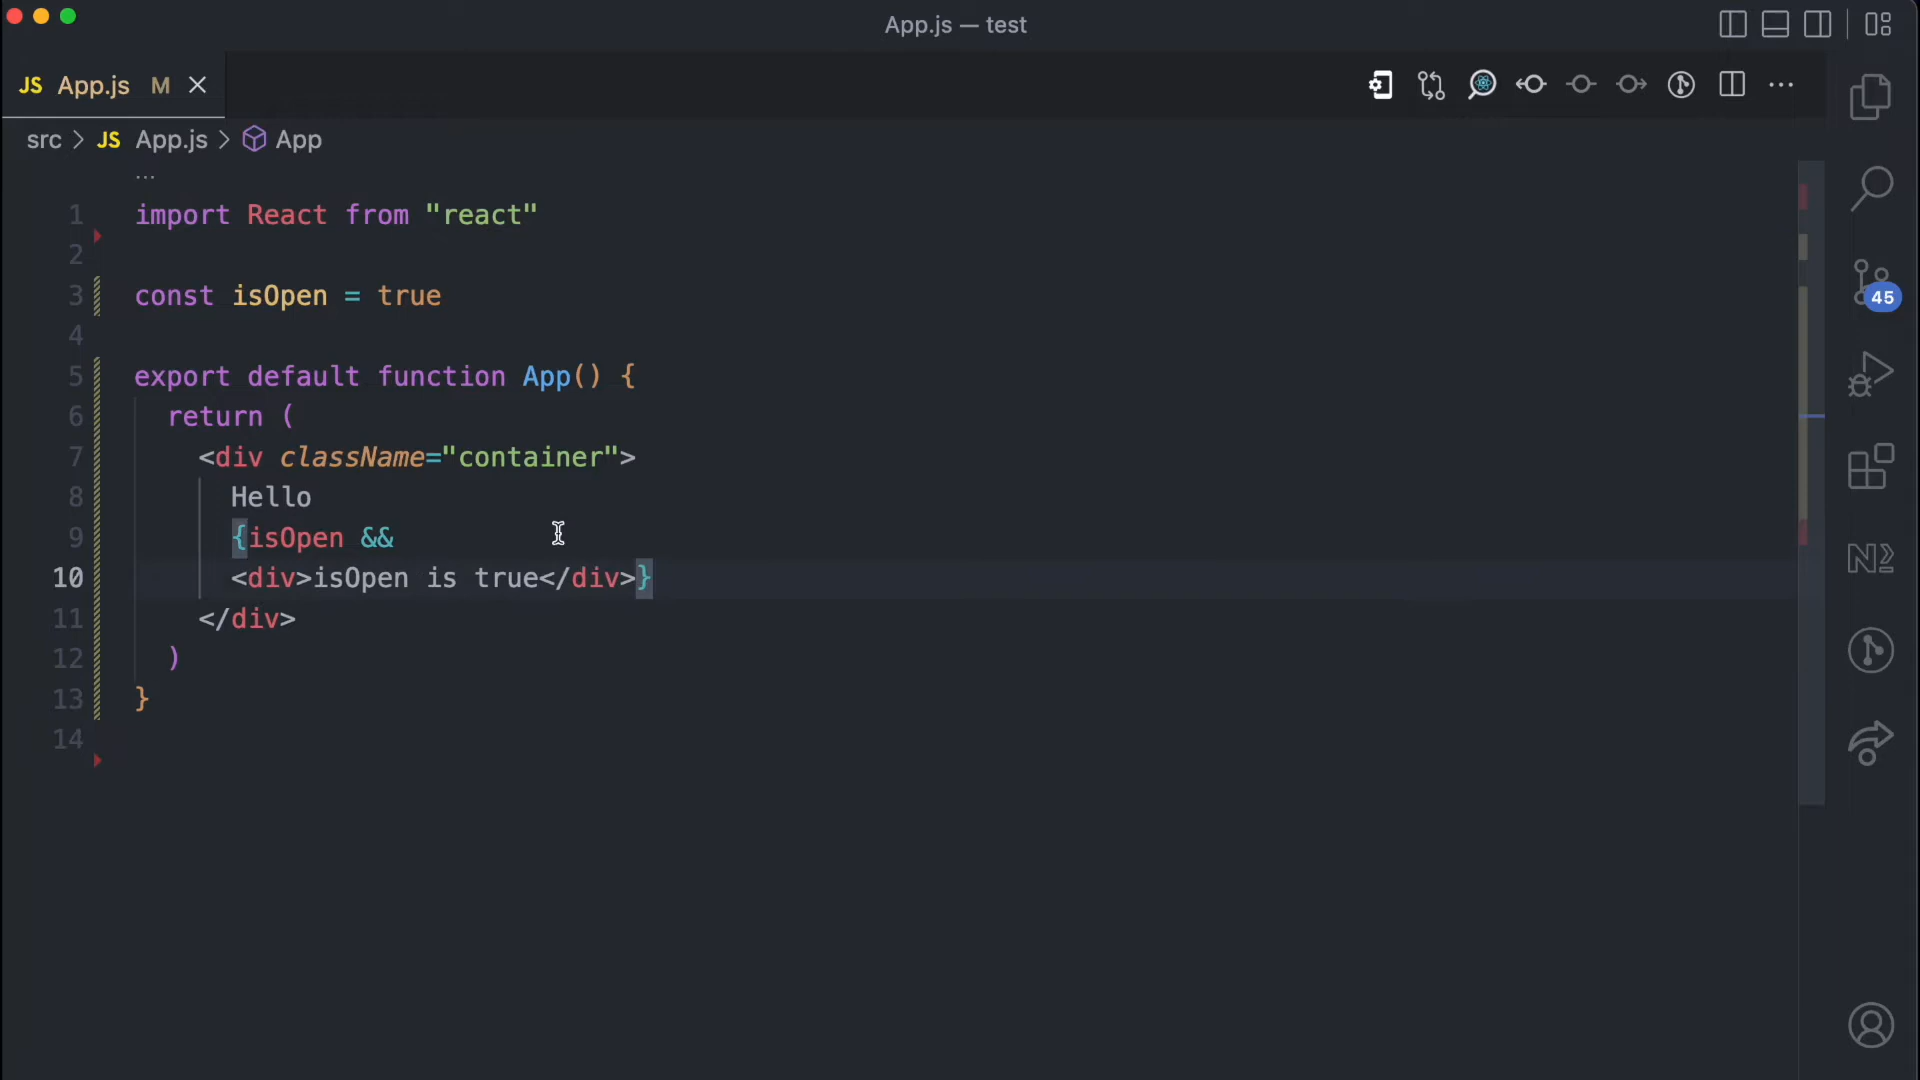 App.js — test
JS App.js M
src > JS App.js > App
...
1 import React from "react"
2
3 const isOpen = true
4
5 export default function App() {
6 return (
7 <div className="container">
8 Hello
9 {isOpen &&
10 <div>isOpen is true</div>}
11 </div>
12 )
13 }
14
45